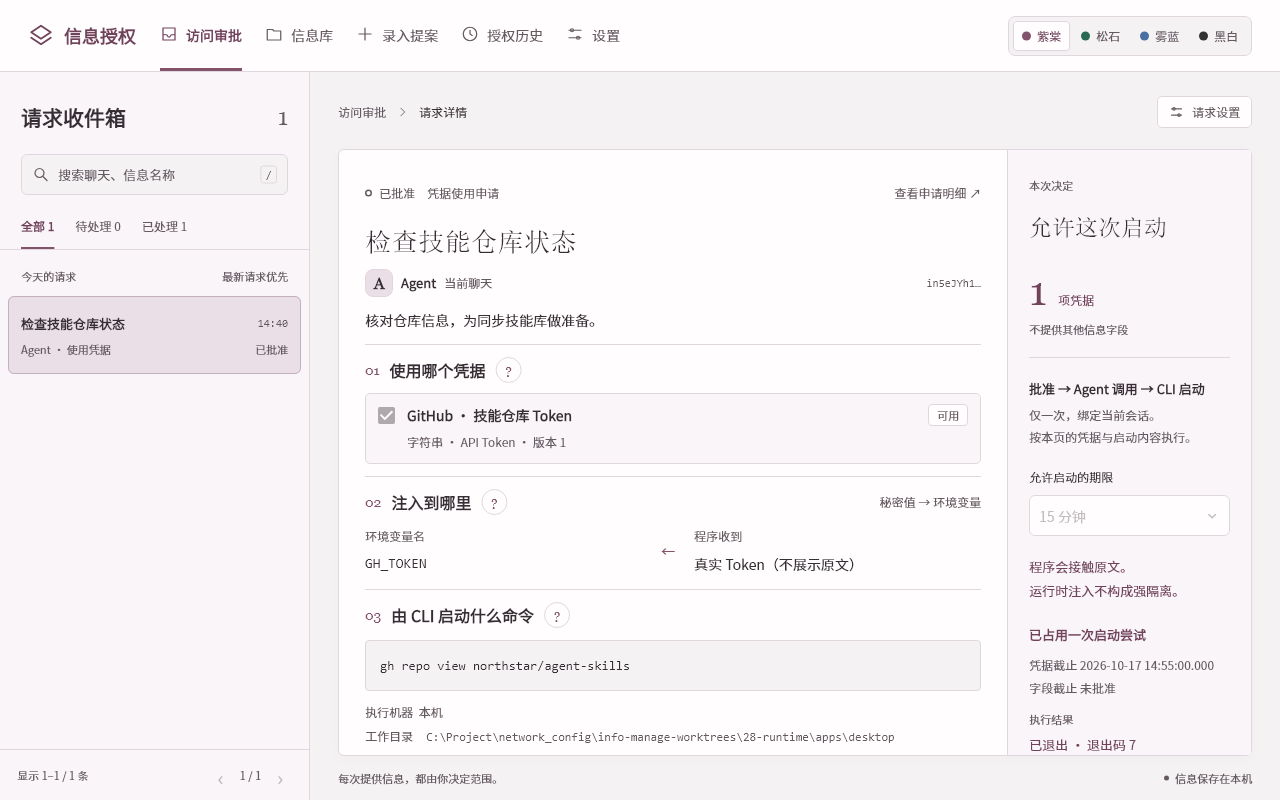 信息授权
访问审批
信息库
录入提案
授权历史
设置
紫棠
松石
雾蓝
黑白
请求收件箱
1
搜索聊天、信息名称
/
全部 1
待处理 0
已处理 1
今天的请求
最新请求优先
检查技能仓库状态
14:40
Agent · 使用凭据
已批准
显示 1–1 / 1 条
‹ 1 / 1 ›
访问审批 > 请求详情
请求设置
已批准 凭据使用申请
查看申请明细 ↗
检查技能仓库状态
A Agent 当前聊天
in5eJYh1…
核对仓库信息，为同步技能库做准备。
01 使用哪个凭据 ?
GitHub · 技能仓库 Token
可用
字符串 · API Token · 版本 1
02 注入到哪里 ?
秘密值 → 环境变量
环境变量名
GH_TOKEN
←
程序收到
真实 Token（不展示原文）
03 由 CLI 启动什么命令 ?
gh repo view northstar/agent-skills
执行机器 本机
工作目录 C:\Project\network_config\info-manage-worktrees\28-runtime\apps\desktop
本次决定
允许这次启动
1 项凭据
不提供其他信息字段
批准 → Agent 调用 → CLI 启动
仅一次，绑定当前会话。
按本页的凭据与启动内容执行。
允许启动的期限
15 分钟
程序会接触原文。
运行时注入不构成强隔离。
已占用一次启动尝试
凭据截止 2026-10-17 14:55:00.000
字段截止 未批准
执行结果
已退出 · 退出码 7
每次提供信息，都由你决定范围。
信息保存在本机